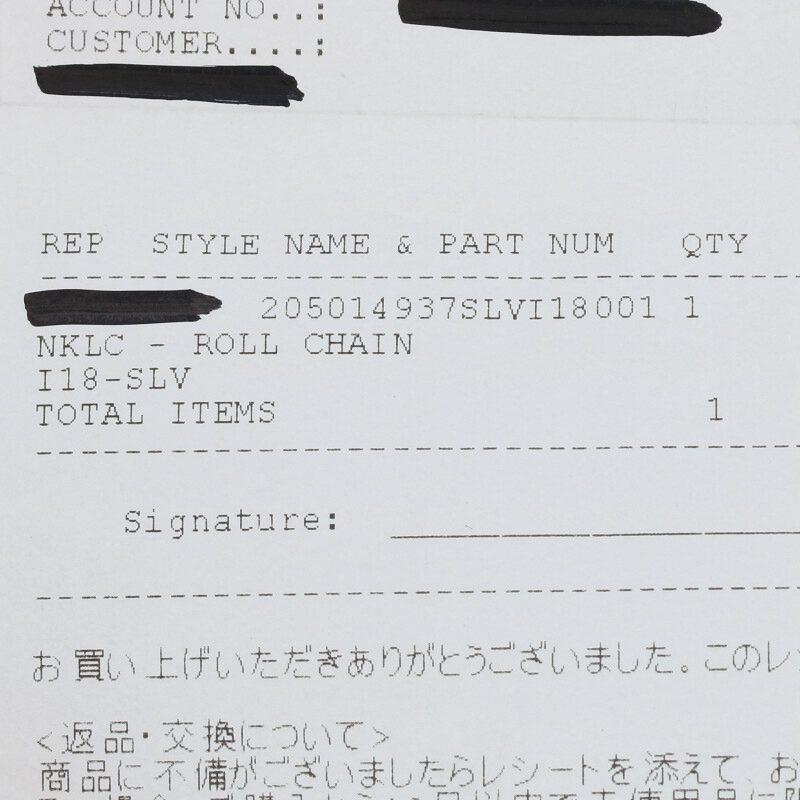 ACCOUNT NO..:
CUSTOMER....:
REP STYLE NAME & PART NUM QTY
205014937SLVI18001 1
NKLC - ROLL CHAIN
I18-SLV
TOTAL ITEMS 1
Signature:
お買い上げいただきありがとうございました。このレ
<返品・交換について>
商品に不備がございましたらレシートを添えて、お